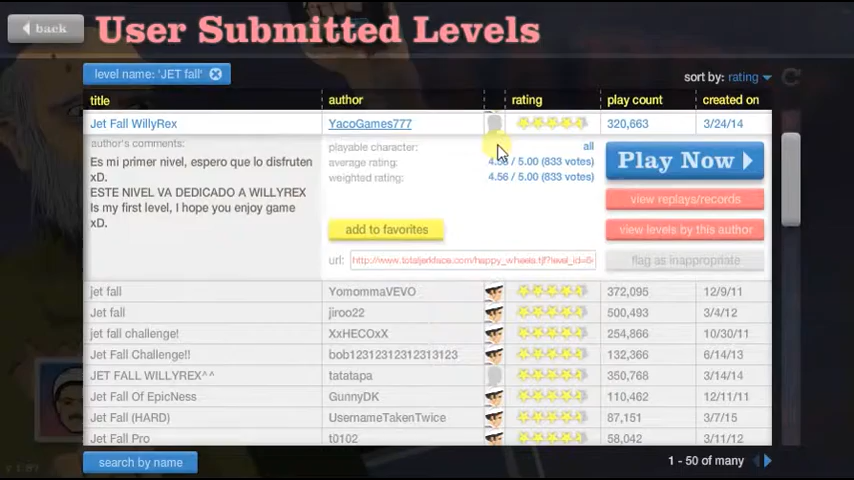 back
User Submitted Levels
level name: 'JET fall'
sort by: rating
title author rating play count created on
Jet Fall WillyRex YacoGames777 320,663 3/24/14
author's comments:
Es mi primer nivel, espero que lo disfruten
xD.
ESTE NIVEL VA DEDICADO A WILLYREX
Is my first level, I hope you enjoy game
xD.
playable character: all
average rating: / 5.00 (833 votes)
weighted rating: 4.56 / 5.00 (833 votes)
add to favorites
url: http://www.totaljerkface.com/happy_wheels.tjf?level_id=
Play Now
view replays/records
view levels by this author
flag as inappropriate
jet fall YomommaVEVO 372,095 12/9/11
Jet fall jiroo22 500,493 3/4/12
jet fall challenge! XxHECOxX 254,866 10/30/11
Jet Fall Challenge!! bob12312312312313123 132,366 6/14/13
JET FALL WILLYREX^^ tatatapa 350,768 3/14/14
Jet Fall Of EpicNess GunnyDK 110,462 12/11/11
Jet Fall (HARD) UsernameTakenTwice 87,151 3/7/15
Jet Fall Pro t0102 58,042 3/11/12
search by name
1 - 50 of many